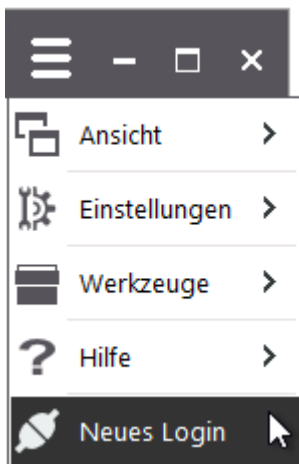 Ansicht
Einstellungen
Werkzeuge
Hilfe
Neues Login